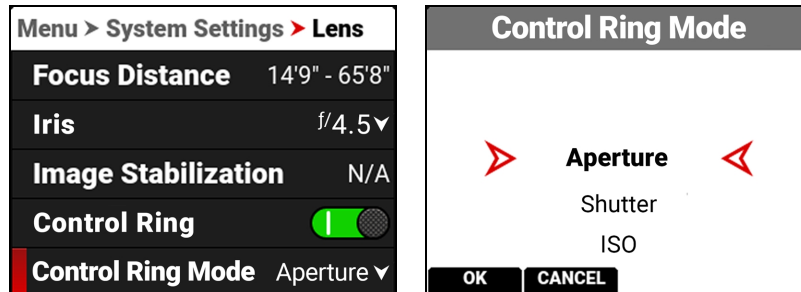 Menu > System Settings > Lens
Focus Distance 14'9" - 65'8"
Iris ƒ/4.5
Image Stabilization N/A
Control Ring
Control Ring Mode Aperture
Control Ring Mode
Aperture
Shutter
ISO
OK CANCEL